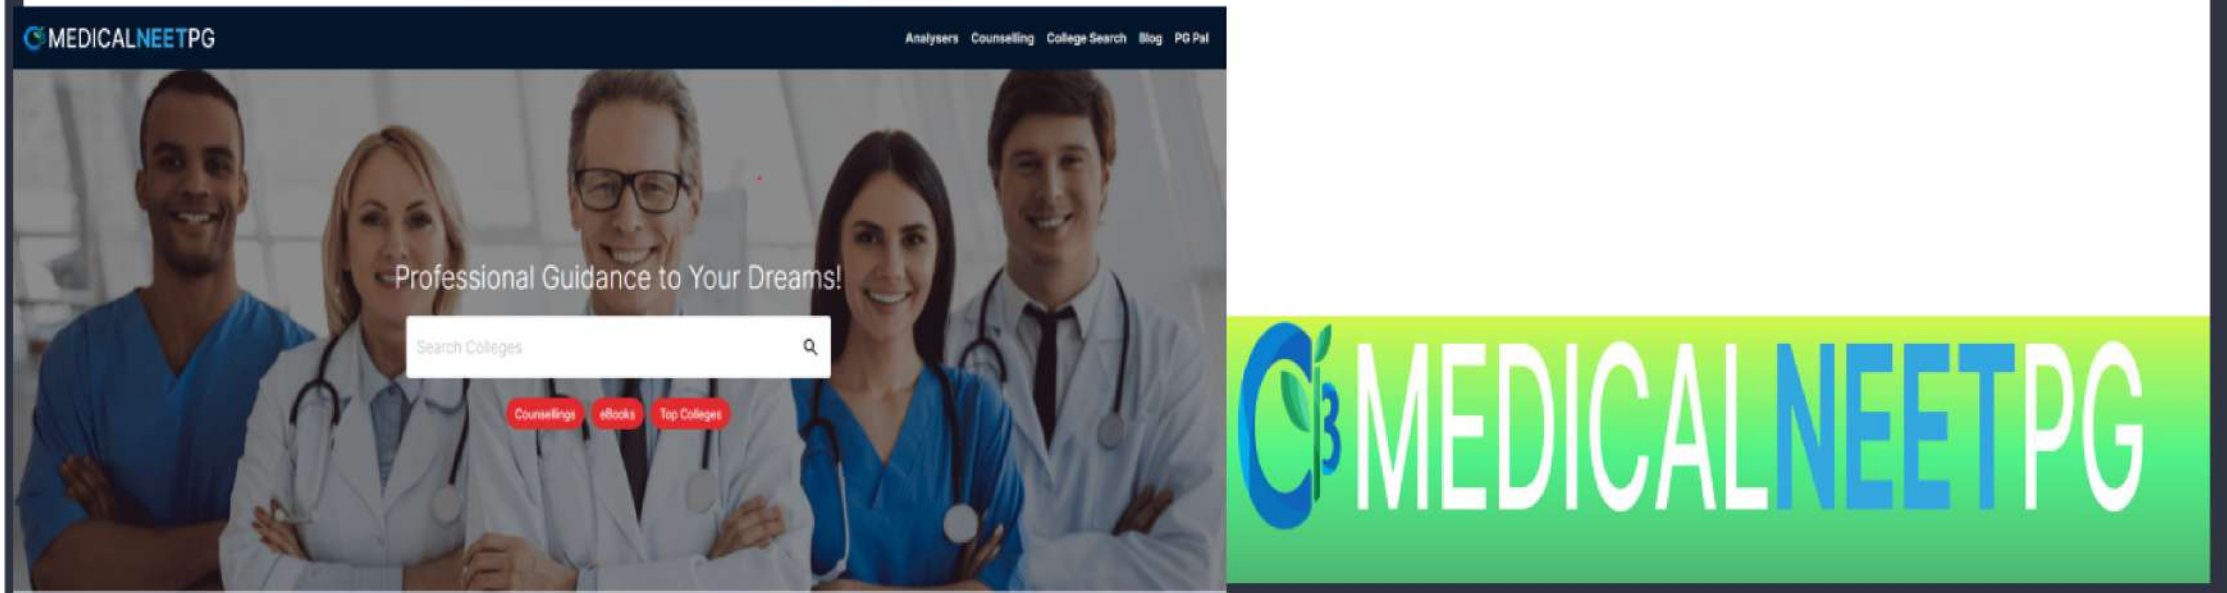 MEDICALNEETPG
Analysers Counselling College Search Blog PG Pal
Professional Guidance to Your Dreams!
Search Colleges
Counsellings eBooks Top Colleges
MEDICALNEETPG